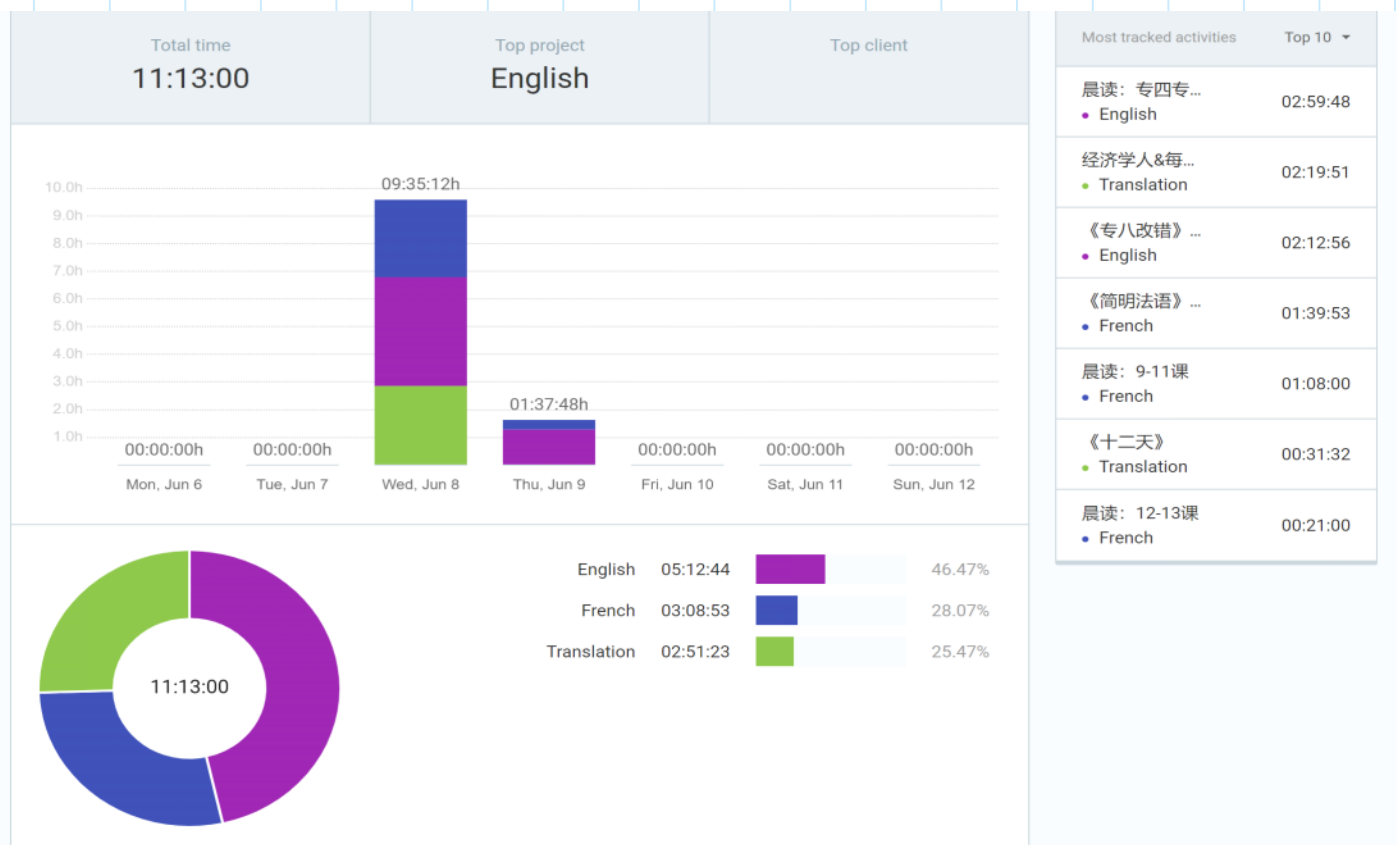 Total time
11:13:00
Top project
English
Top client
10.0h
9.0h
8.0h
7.0h
6.0h
5.0h
4.0h
3.0h
2.0h
1.0h
00:00:00h
00:00:00h
09:35:12h
01:37:48h
00:00:00h
00:00:00h
00:00:00h
Mon, Jun 6
Tue, Jun 7
Wed, Jun 8
Thu, Jun 9
Fri, Jun 10
Sat, Jun 11
Sun, Jun 12
11:13:00
English 05:12:44 46.47%
French 03:08:53 28.07%
Translation 02:51:23 25.47%
Most tracked activities Top 10
晨读：专四专...
English
02:59:48
经济学人&每...
Translation
02:19:51
《专八改错》...
English
02:12:56
《简明法语》...
French
01:39:53
晨读：9-11课
French
01:08:00
《十二天》
Translation
00:31:32
晨读：12-13课
French
00:21:00